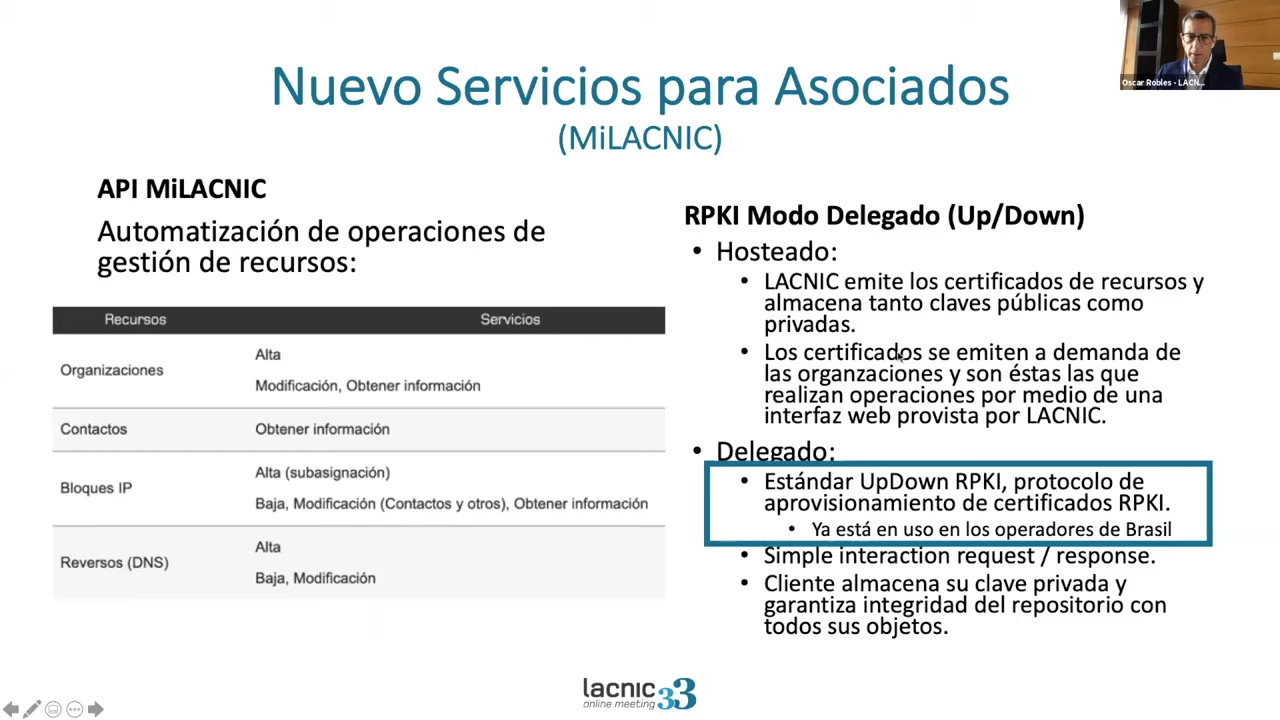 Nuevo Servicios para Asociados
(MiLACNIC)
Oscar Robles - LACN...
API MiLACNIC
Automatización de operaciones de
gestión de recursos:
Recursos Servicios
Organizaciones
Alta
Modificación, Obtener información
Contactos Obtener información
Bloques IP
Alta (subasignación)
Baja, Modificación (Contactos y otros), Obtener información
Reversos (DNS)
Alta
Baja, Modificación
RPKI Modo Delegado (Up/Down)
• Hosteado:
• LACNIC emite los certificados de recursos y
almacena tanto claves públicas como
privadas.
• Los certificados se emiten a demanda de
las organzaciones y son éstas las que
realizan operaciones por medio de una
interfaz web provista por LACNIC.
• Delegado:
• Estándar UpDown RPKI, protocolo de
aprovisionamiento de certificados RPKI.
• Ya está en uso en los operadores de Brasil
• Simple interaction request / response.
• Cliente almacena su clave privada y
garantiza integridad del repositorio con
todos sus objetos.
lacnic 33
online meeting